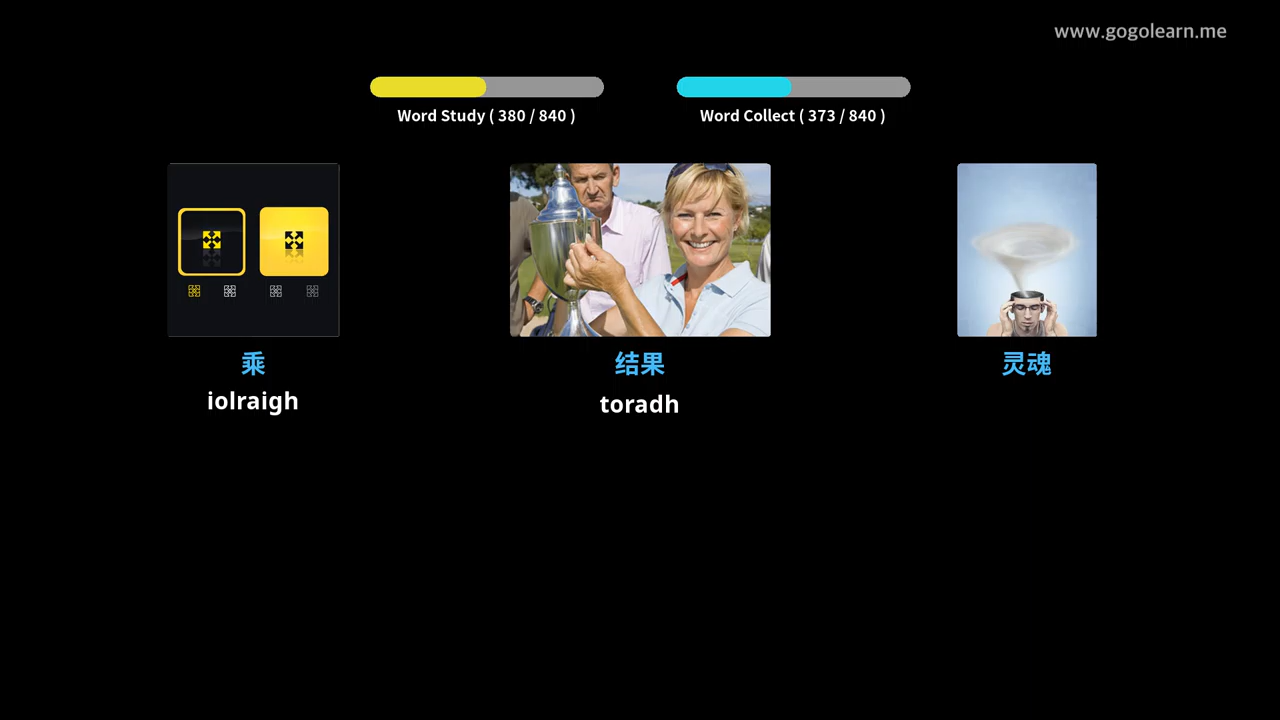 www.gogolearn.me
Word Study ( 380 / 840 )
Word Collect ( 373 / 840 )
乘
结果
灵魂
iolraigh
toradh